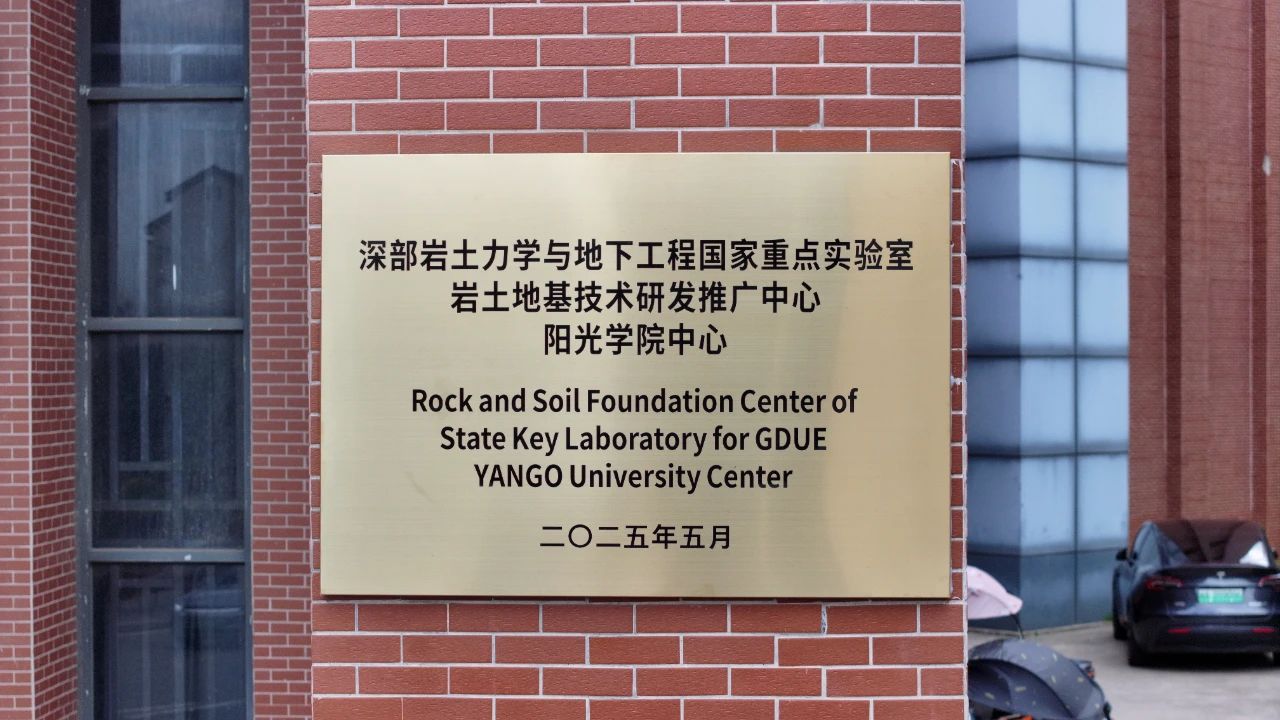 深部岩土力学与地下工程国家重点实验室
岩土地基技术研发推广中心
阳光学院中心
Rock and Soil Foundation Center of
State Key Laboratory for GDUE
YANGO University Center
二〇二五年五月